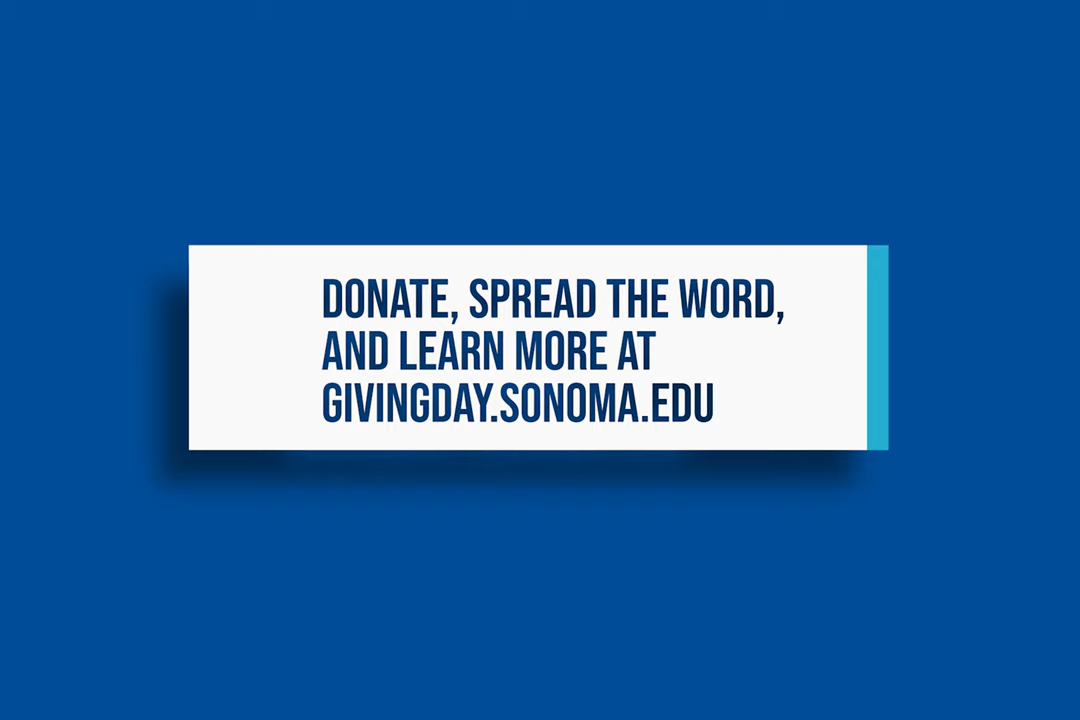 DONATE, SPREAD THE WORD,
AND LEARN MORE AT
GIVINGDAY.SONOMA.EDU